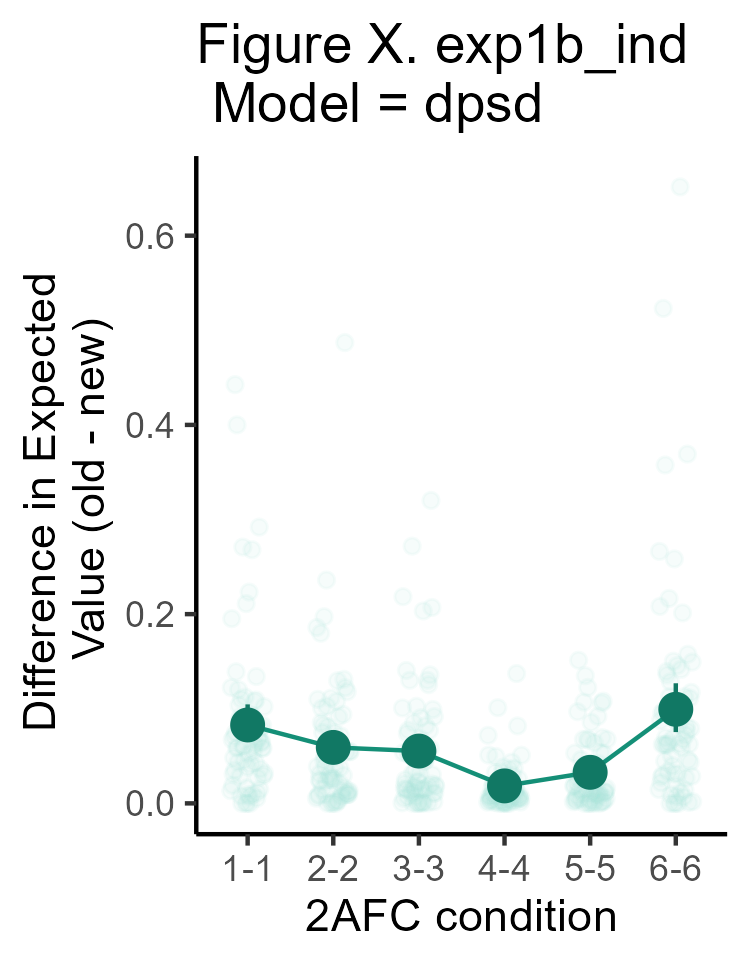 Figure X. exp1b_ind
Model = dpsd
Difference in Expected
Value (old - new)
0.6
0.4
0.2
0.0
1-1 2-2 3-3 4-4 5-5 6-6
2AFC condition